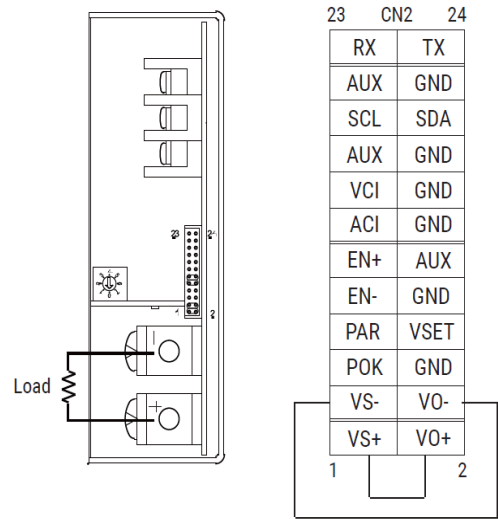 23 CN2 24
RX TX
AUX GND
SCL SDA
AUX GND
VCI GND
ACI GND
EN+ AUX
EN- GND
PAR VSET
POK GND
VS- VO-
VS+ VO+
1 2
23 24
1 2
-
Load
+